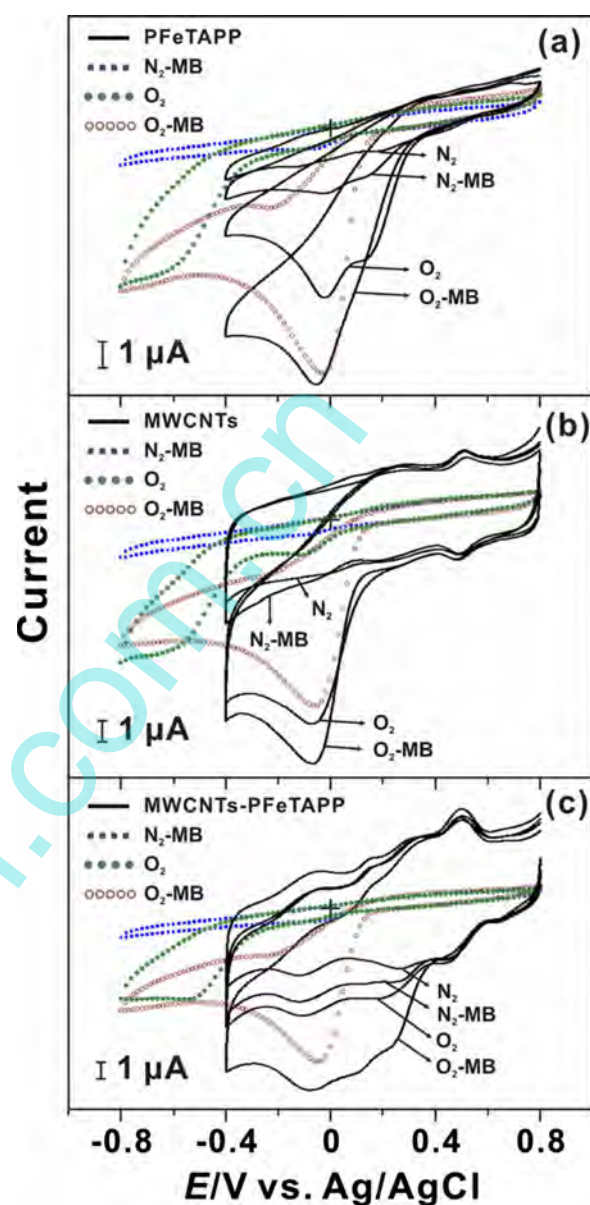 PFeTAPP
(a)
N₂-MB
O₂
O₂-MB
N₂
N₂-MB
O₂
O₂-MB
1 μA
MWCNTs
(b)
N₂-MB
O₂
O₂-MB
N₂
N₂-MB
O₂
O₂-MB
1 μA
MWCNTs-PFeTAPP
(c)
N₂-MB
O₂
O₂-MB
N₂
N₂-MB
O₂
O₂-MB
1 μA
Current
-0.8 -0.4 0 0.4 0.8
E/V vs. Ag/AgCl
.com.cn